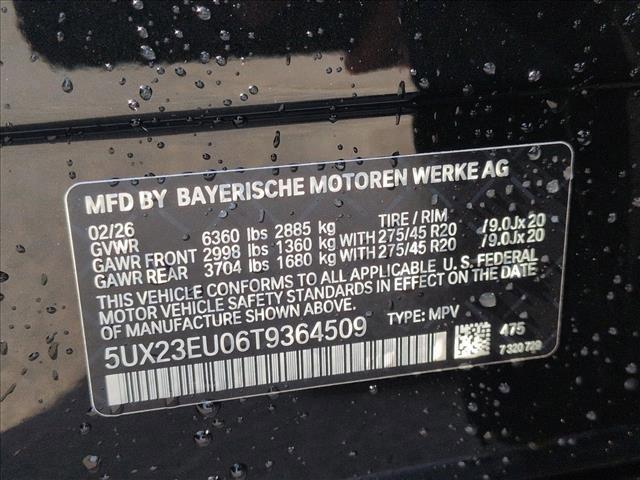 MFD BY BAYERISCHE MOTOREN WERKE AG
02/26 TIRE / RIM
GVWR 6360 lbs 2885 kg
GAWR FRONT 2998 lbs 1360 kg WITH 275/45 R20 /9.0Jx20
GAWR REAR 3704 lbs 1680 kg WITH 275/45 R20 /9.0Jx20
THIS VEHICLE CONFORMS TO ALL APPLICABLE, U. S. FEDERAL
MOTOR VEHICLE SAFETY STANDARDS IN EFFECT ON THE DATE
OF MANUFACTURE SHOWN ABOVE.
5UX23EU06T9364509 TYPE: MPV
475